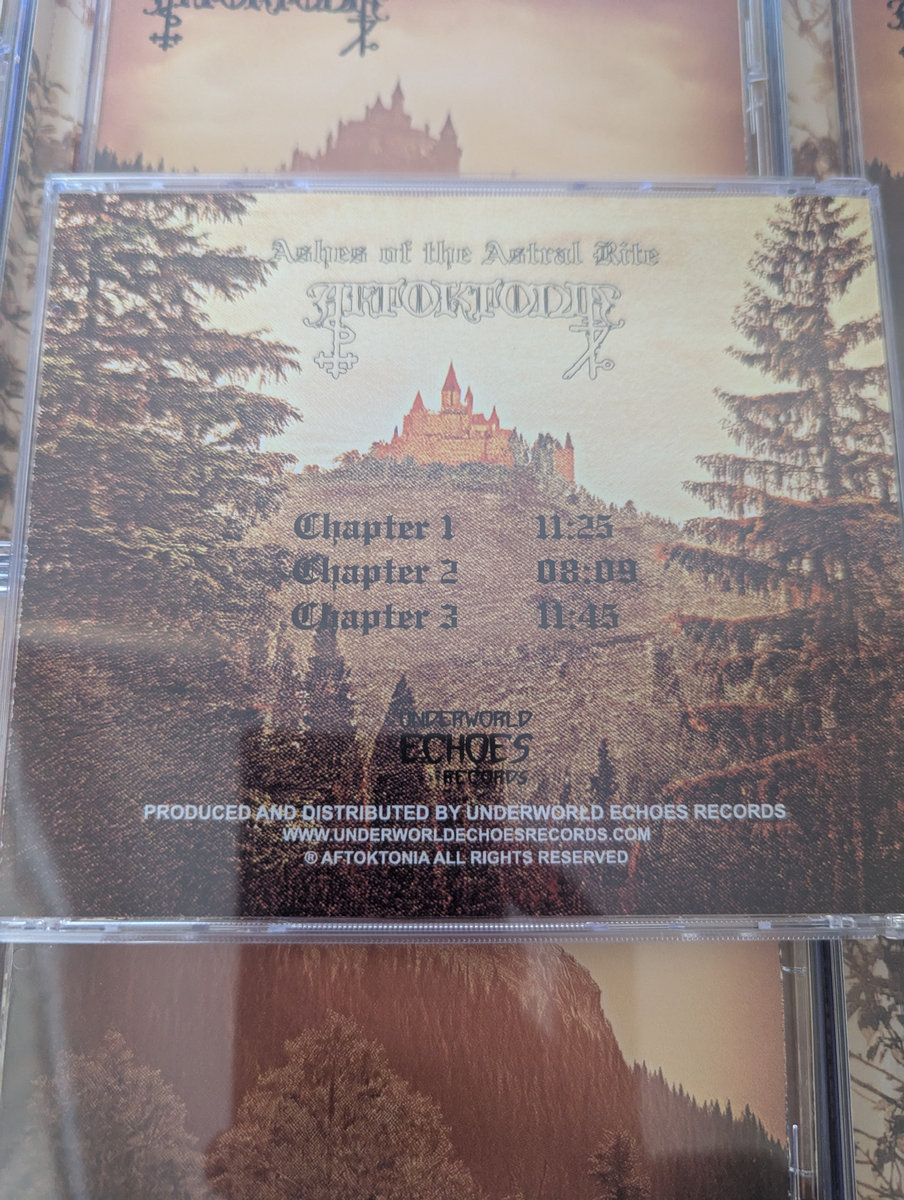 Ashes of the Astral Rite
AFTOKTONIA
Chapter 1 11:25
Chapter 2 08:09
Chapter 3 11:45
UNDERWORLD
ECHOES
RECORDS
PRODUCED AND DISTRIBUTED BY UNDERWORLD ECHOES RECORDS
WWW.UNDERWORLDECHOESRECORDS.COM
® AFTOKTONIA ALL RIGHTS RESERVED